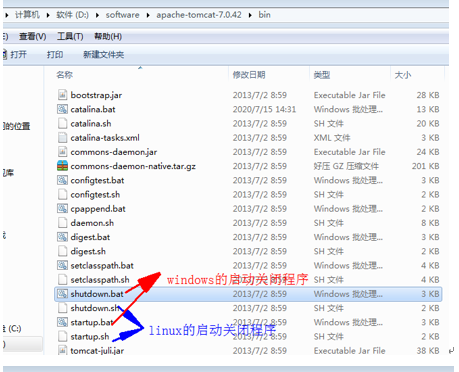 计算机 ▸ 软件 (D:) ▸ software ▸ apache-tomcat-7.0.42 ▸ bin
查看(V) 工具(T) 帮助(H)
打开 打印 新建文件夹
名称 修改日期 类型 大小
bootstrap.jar 2013/7/2 8:59 Executable Jar File 28 KB
catalina.bat 2020/7/15 14:31 Windows 批处理... 13 KB
catalina.sh 2013/7/2 8:59 SH 文件 20 KB
catalina-tasks.xml 2013/7/2 8:59 XML 文件 3 KB
commons-daemon.jar 2013/7/2 8:59 Executable Jar File 24 KB
commons-daemon-native.tar.gz 2013/7/2 8:59 好压 GZ 压缩文件 201 KB
configtest.bat 2013/7/2 8:59 Windows 批处理... 3 KB
configtest.sh 2013/7/2 8:59 SH 文件 2 KB
cpappend.bat 2013/7/2 8:59 Windows 批处理... 2 KB
daemon.sh 2013/7/2 8:59 SH 文件 8 KB
digest.bat 2013/7/2 8:59 Windows 批处理... 3 KB
digest.sh 2013/7/2 8:59 SH 文件 2 KB
setclasspath.bat 2013/7/2 8:59 Windows 批处理... 4 KB
setclasspath.sh 2013/7/2 8:59 SH 文件 4 KB
windows的启动关闭程序
shutdown.bat 2013/7/2 8:59 Windows 批处理... 3 KB
shutdown.sh 2013/7/2 8:59 SH 文件 2 KB
startup.bat 2013/7/2 8:59 Windows 批处理... 3 KB
linux的启动关闭程序
startup.sh 2013/7/2 8:59 SH 文件 2 KB
tomcat-juli.jar 2013/7/2 8:59 Executable Jar File 38 KB
的位置
(C:)